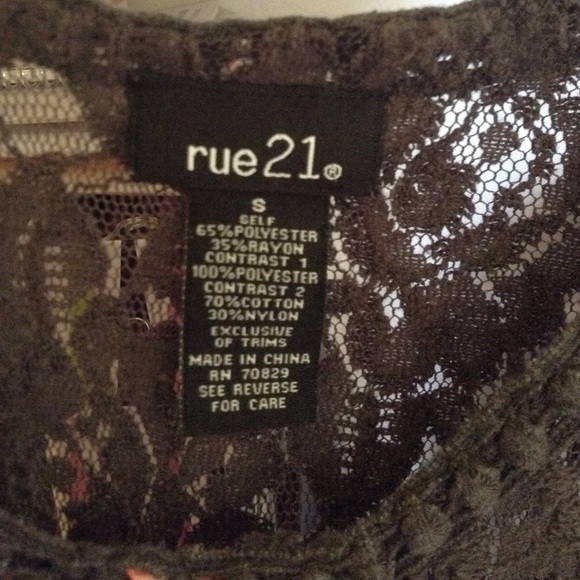 rue21®
S
SELF
65%POLYESTER
35%RAYON
CONTRAST 1
100%POLYESTER
CONTRAST 2
70%COTTON
30%NYLON
EXCLUSIVE
OF TRIMS
MADE IN CHINA
RN 70829
SEE REVERSE
FOR CARE